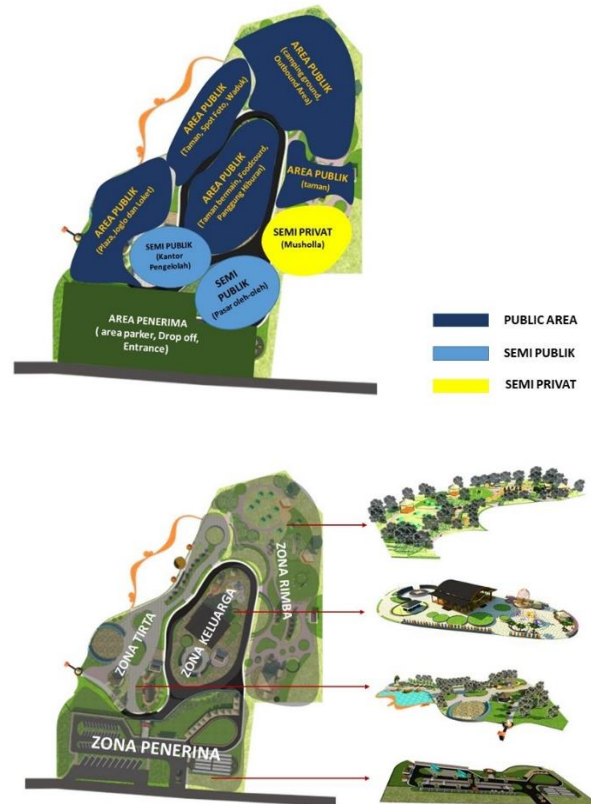 AREA PUBLIK
(camping ground,
Outbound Area)
AREA PUBLIK
(Taman, Spot Foto, Waduk)
AREA PUBLIK
(Taman bermain, Foodcourd,
Panggung Hiburan)
AREA PUBLIK
(taman)
AREA PUBLIK
(Plaza, Joglo dan Loket)
SEMI PUBLIK
(Kantor
Pengelolah)
SEMI PRIVAT
(Musholla)
SEMI
PUBLIK
(Pasar oleh-oleh)
AREA PENERIMA
( area parker, Drop off,
Entrance)
PUBLIC AREA
SEMI PUBLIK
SEMI PRIVAT
ZONA RIMBA
ZONA KELUARGA
ZONA TIRTA
ZONA PENERINA